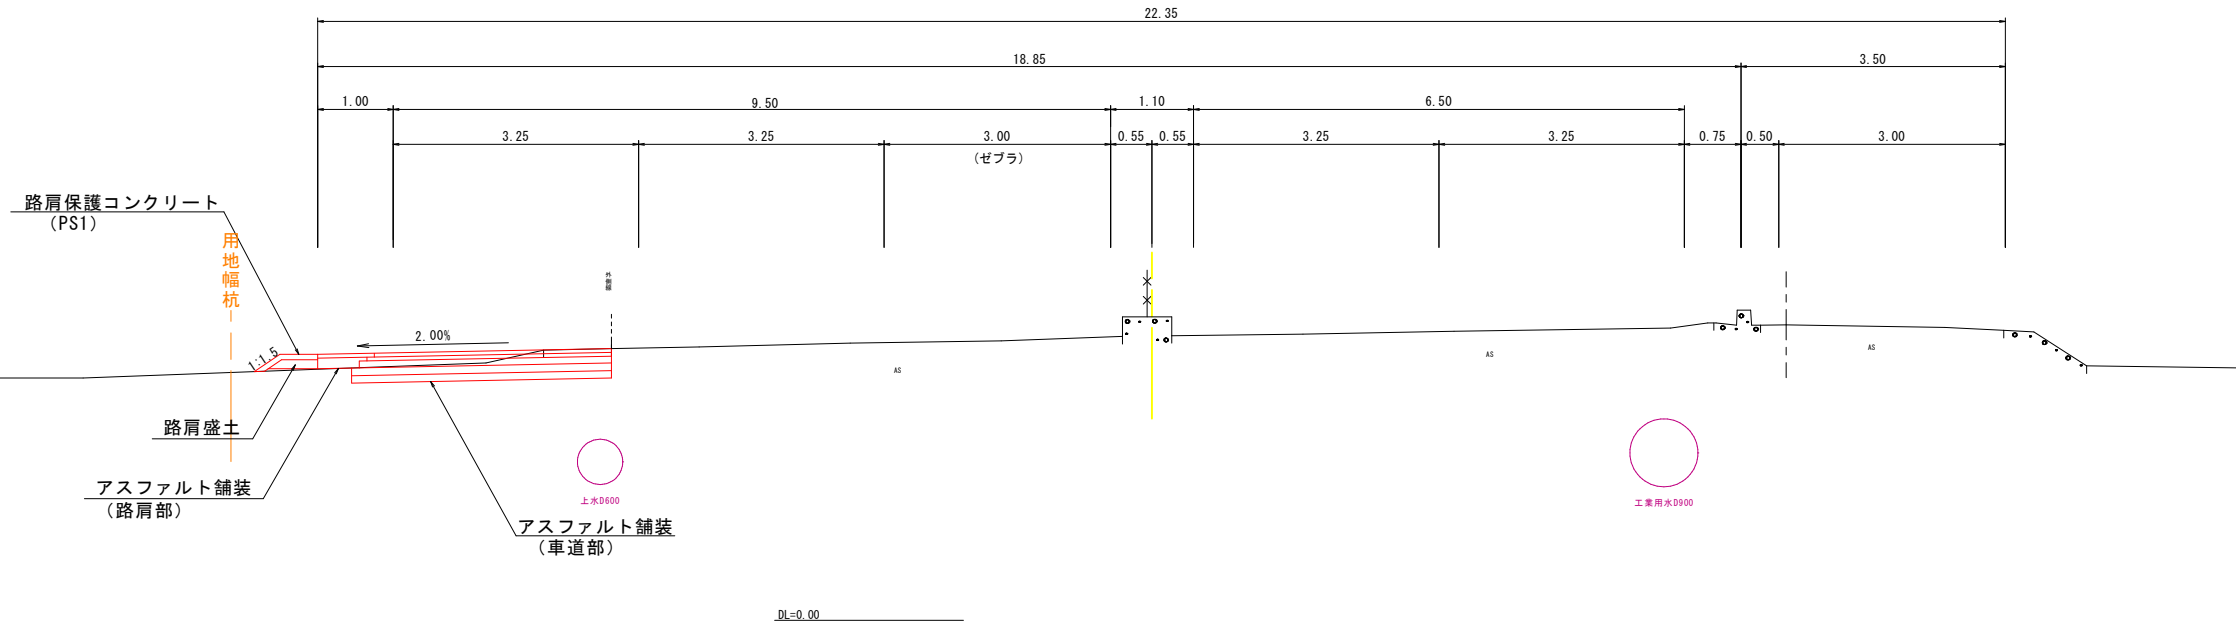 22.35
18.85
3.50
1.00
9.50
1.10
6.50
3.25
3.25
3.00
0.55
0.55
3.25
3.25
0.75
0.50
3.00
(ゼブラ)
路肩保護コンクリート
(PS1)
用地幅杭
2.00%
1:1.5
AS
AS
AS
路肩盛土
アスファルト舗装
(路肩部)
上水D600
工業用水D900
アスファルト舗装
(車道部)
DL=0.00